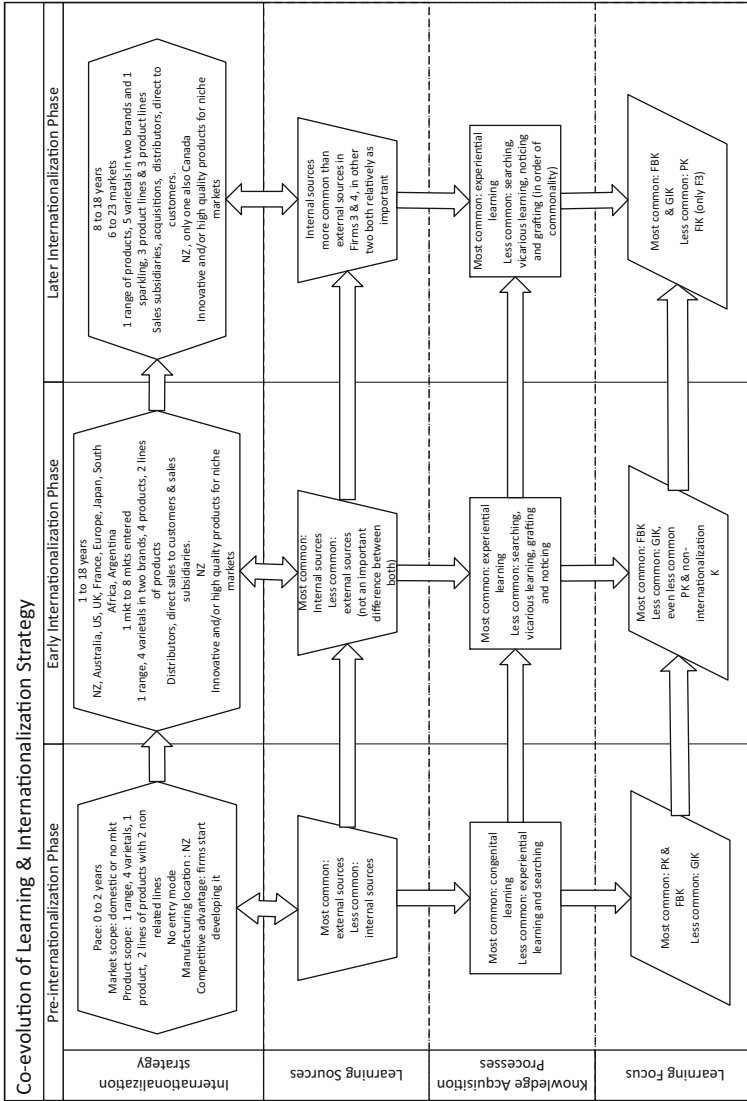 Co-evolution of Learning & Internationalization Strategy
Pre-internationalization Phase
Early Internationalization Phase
Later Internationalization Phase
Internationalization
strategy
Pace: 0 to 2 years
Market scope: domestic or no mkt
Product scope: 1 range, 4 varietals, 1
product, 2 lines of products with 2 non
related lines
No entry mode
Manufacturing location : NZ
Competitive advantage: firms start
developing it
1 to 18 years
NZ, Australia, US, UK, France, Europe, Japan, South
Africa, Argentina
1 mkt to 8 mkts entered
1 range, 4 varietals in two brands, 4 products, 2 lines
of products
Distributors, direct sales to customers & sales
subsidiaries.
NZ
Innovative and/or high quality products for niche
markets
8 to 18 years
6 to 23 markets
1 range of products, 5 varietals in two brands and 1
sparkling, 3 product lines & 3 product lines
Sales subsidiaries, acquisitions, distributors, direct to
customers.
NZ , only one also Canada
Innovative and/or high quality products for niche
markets
Learning Sources
Most common:
external sources
Less common:
internal sources
Most common:
Internal sources
Less common :
external sources
(not an important
difference between
both)
Internal sources
more common than
external sources in
Firms 3 & 4, in other
two both relatively as
important
Knowledge Acquisition
Processes
Most common: congenital
learning
Less common: experiential
learning and searching
Most common: experiential
learning
Less common: searching,
vicarious learning, grafting
and noticing
Most common: experiential
learning
Less common: searching,
vicarious learning, noticing
and grafting (in order of
commonality)
Learning Focus
Most common: PK &
FBK
Less common: GIK
Most common: FBK
Less common: GIK,
even less common
PK & non-
internationalization
K
Most common: FBK
& GIK
Less common: PK
FIK (only F3)